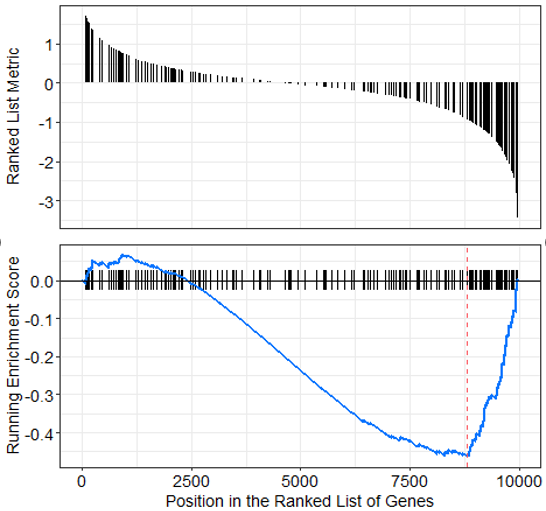 Ranked List Metric
1
0
-1
-2
-3
Running Enrichment Score
0.0
-0.1
-0.2
-0.3
-0.4
0 2500 5000 7500 10000
Position in the Ranked List of Genes